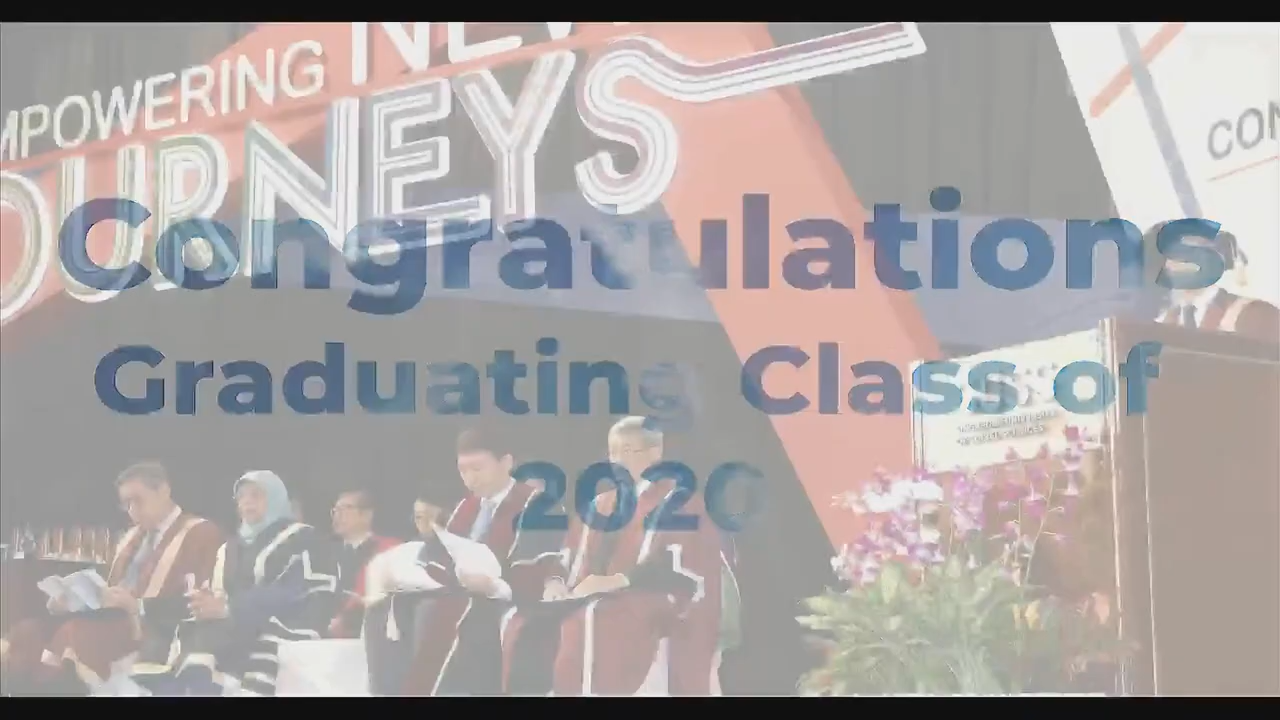 MPOWERING NEW
OURNEYS
CON
Congratulations
Graduating Class of
2020